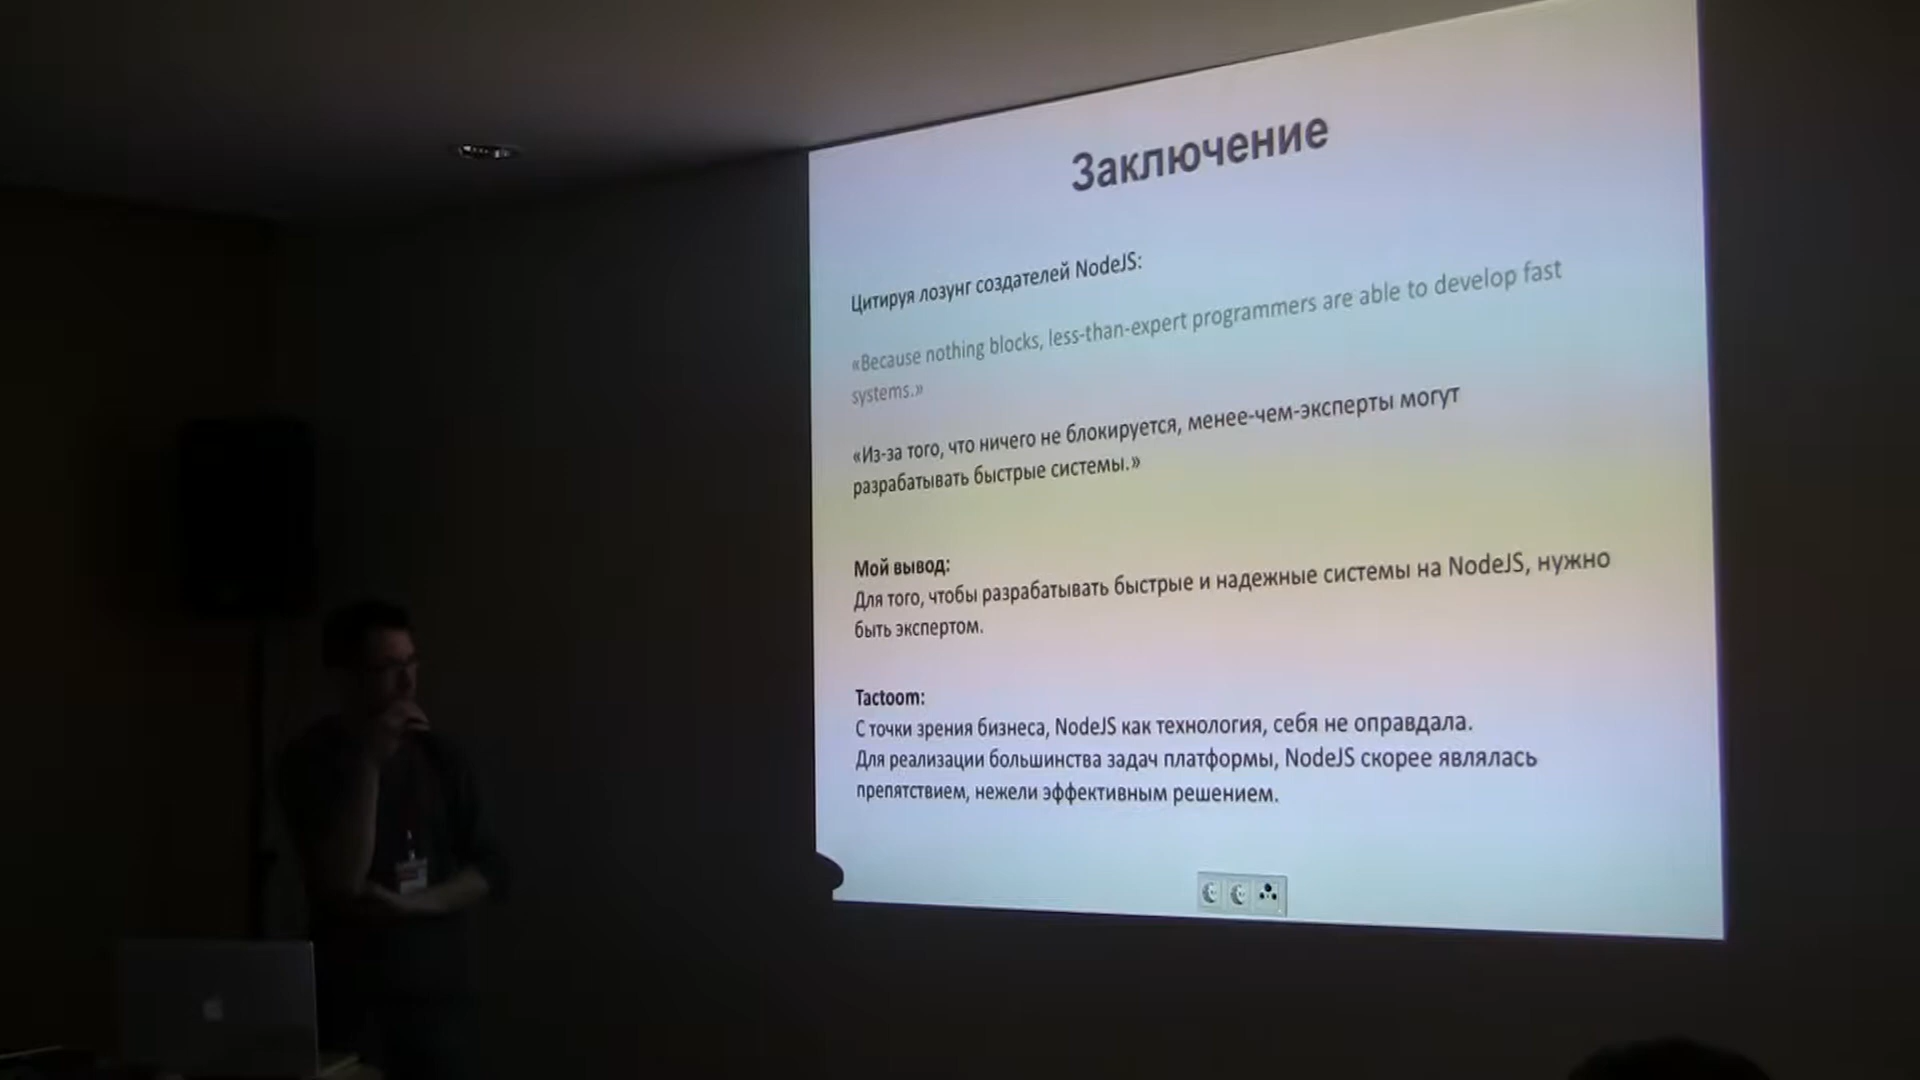 Заключение
Цитируя лозунг создателей NodeJS:
«Because nothing blocks, less-than-expert programmers are able to develop fast
systems.»
«Из-за того, что ничего не блокируется, менее-чем-эксперты могут
разрабатывать быстрые системы.»
Мой вывод:
Для того, чтобы разрабатывать быстрые и надежные системы на NodeJS, нужно
быть экспертом.
Tactoom:
С точки зрения бизнеса, NodeJS как технология, себя не оправдала.
Для реализации большинства задач платформы, NodeJS скорее являлась
препятствием, нежели эффективным решением.